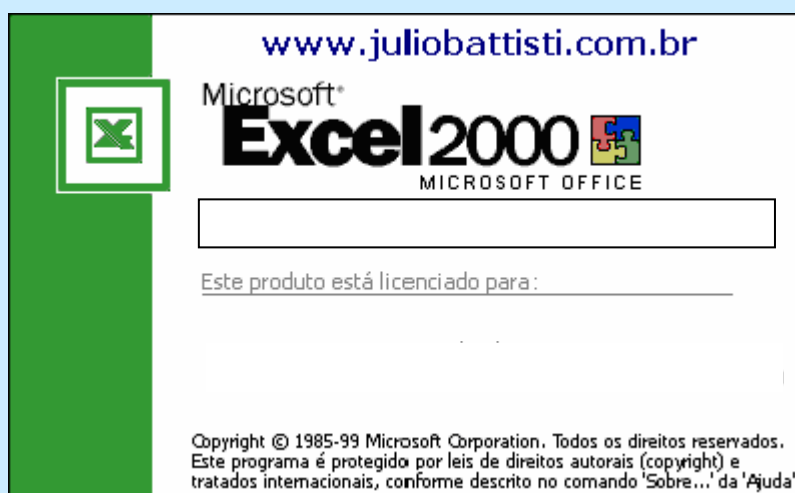 www.juliobattisti.com.br
Microsoft®
Excel 2000
MICROSOFT OFFICE
Este produto está licenciado para:
Copyright © 1985-99 Microsoft Corporation. Todos os direitos reservados.
Este programa é protegido por leis de direitos autorais (copyright) e
tratados internacionais, conforme descrito no comando 'Sobre...' da 'Ajuda'